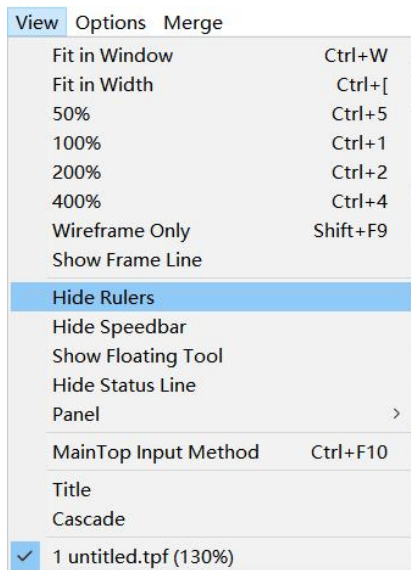 View Options Merge
Fit in Window Ctrl+W
Fit in Width Ctrl+[
50% Ctrl+5
100% Ctrl+1
200% Ctrl+2
400% Ctrl+4
Wireframe Only Shift+F9
Show Frame Line
Hide Rulers
Hide Speedbar
Show Floating Tool
Hide Status Line
Panel >
MainTop Input Method Ctrl+F10
Title
Cascade
✓ 1 untitled.tpf (130%)